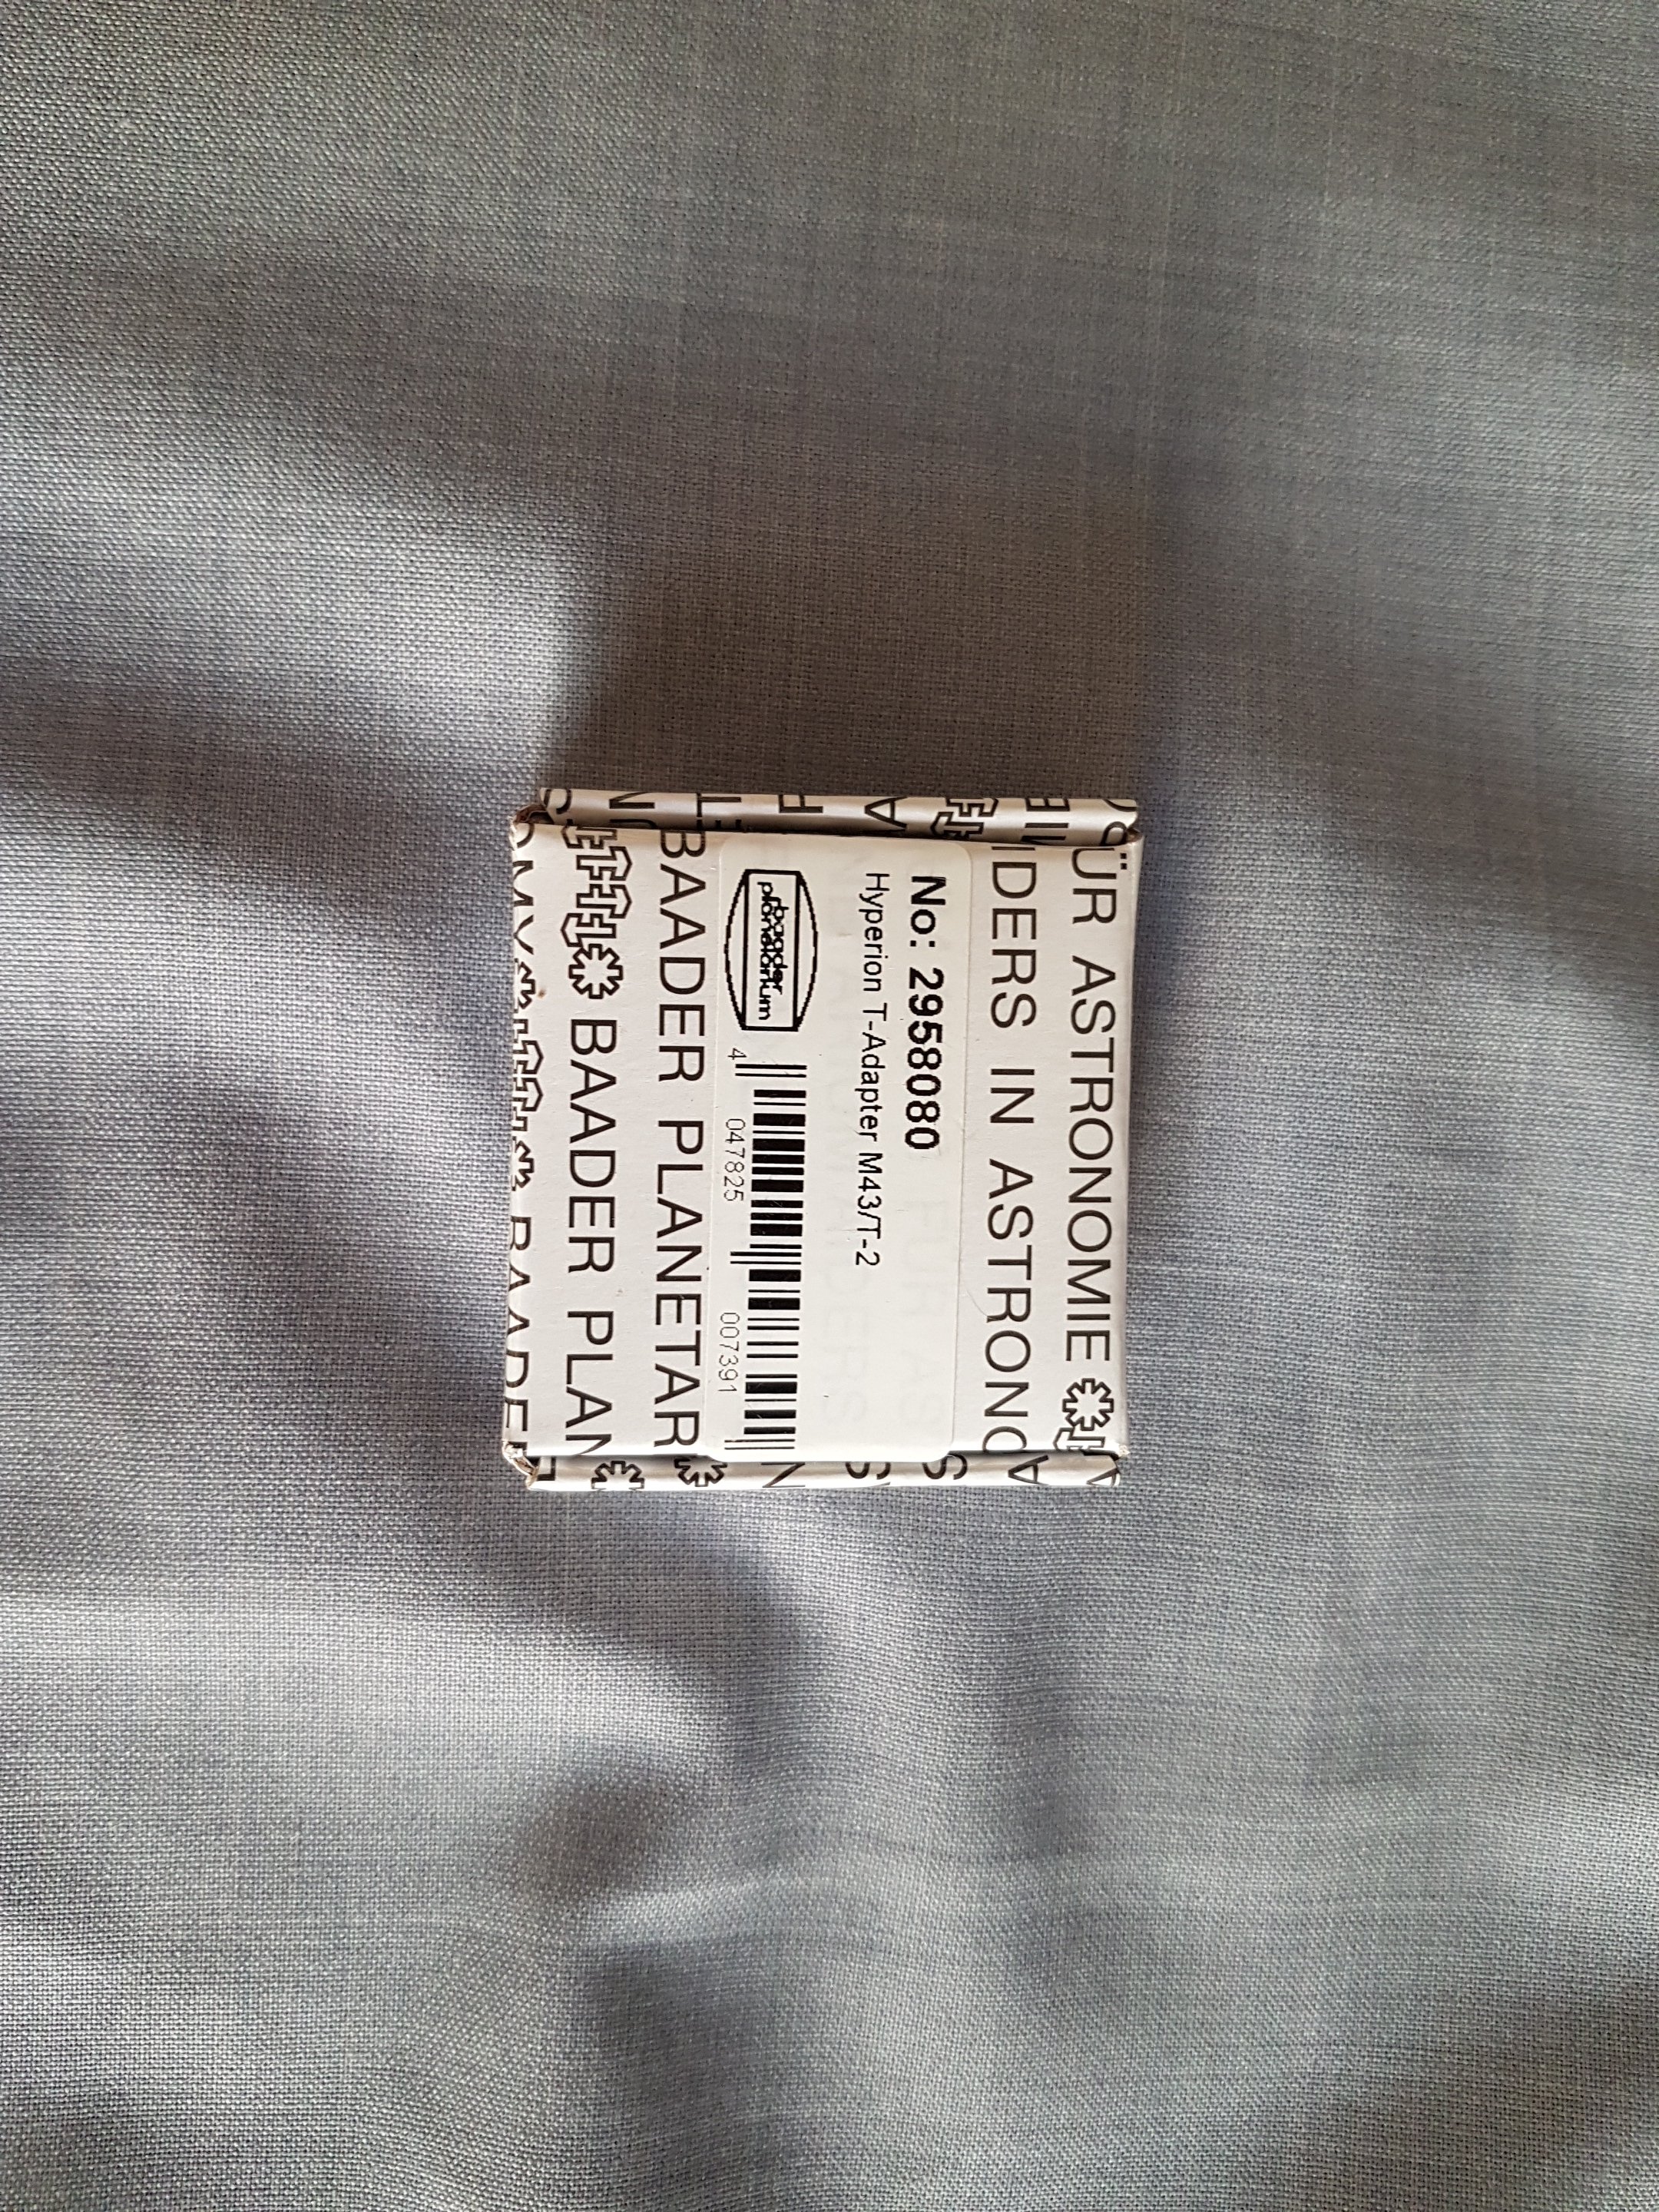 ÜR ASTRONOMIE
DERS IN ASTRONO
No: 2958080
Hyperion T-Adapter M43/T-2
baader
planetarium
4 047825 007391
BAADER PLANETAR
BAADER PLAN
BAADE